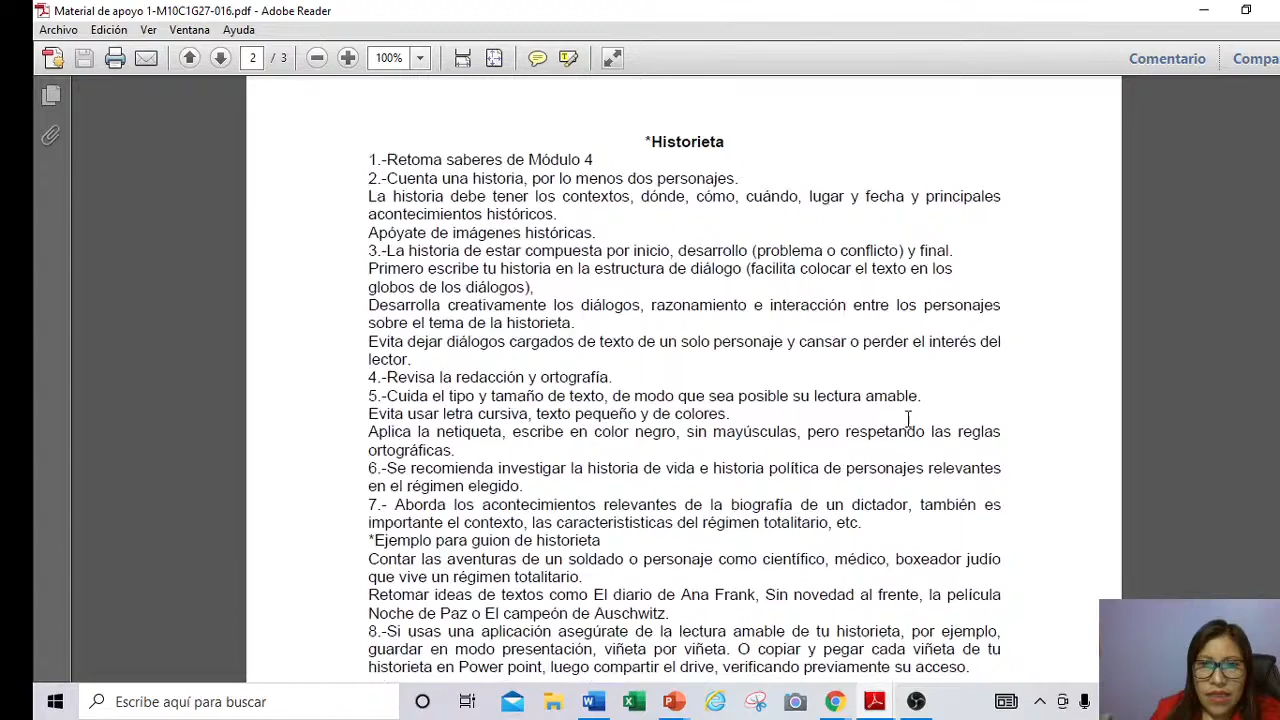 Material de apoyo 1-M10C1G27-016.pdf - Adobe Reader
Archivo Edición Ver Ventana Ayuda
2 / 3 100% Comentario Compa
*Historieta
1.-Retoma saberes de Módulo 4
2.-Cuenta una historia, por lo menos dos personajes.
La historia debe tener los contextos, dónde, cómo, cuándo, lugar y fecha y principales
acontecimientos históricos.
Apóyate de imágenes históricas.
3.-La historia de estar compuesta por inicio, desarrollo (problema o conflicto) y final.
Primero escribe tu historia en la estructura de diálogo (facilita colocar el texto en los
globos de los diálogos),
Desarrolla creativamente los diálogos, razonamiento e interacción entre los personajes
sobre el tema de la historieta.
Evita dejar diálogos cargados de texto de un solo personaje y cansar o perder el interés del
lector.
4.-Revisa la redacción y ortografía.
5.-Cuida el tipo y tamaño de texto, de modo que sea posible su lectura amable.
Evita usar letra cursiva, texto pequeño y de colores.
Aplica la netiqueta, escribe en color negro, sin mayúsculas, pero respetando las reglas
ortográficas.
6.-Se recomienda investigar la historia de vida e historia política de personajes relevantes
en el régimen elegido.
7.- Aborda los acontecimientos relevantes de la biografía de un dictador, también es
importante el contexto, las caracterististicas del régimen totalitario, etc.
*Ejemplo para guion de historieta
Contar las aventuras de un soldado o personaje como científico, médico, boxeador judío
que vive un régimen totalitario.
Retomar ideas de textos como El diario de Ana Frank, Sin novedad al frente, la película
Noche de Paz o El campeón de Auschwitz.
8.-Si usas una aplicación asegúrate de la lectura amable de tu historieta, por ejemplo,
guardar en modo presentación, viñeta por viñeta. O copiar y pegar cada viñeta de tu
historieta en Power point, luego compartir el drive, verificando previamente su acceso.
Escribe aquí para buscar